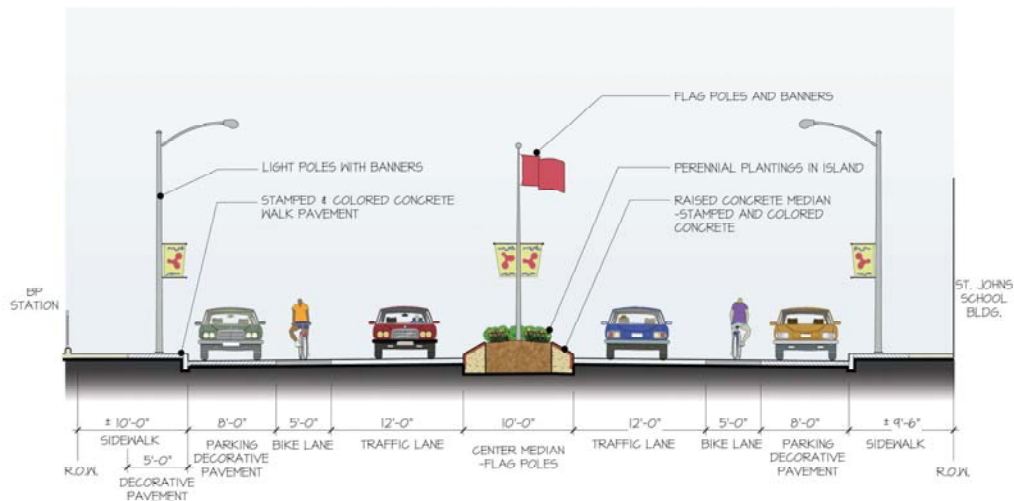 FLAG POLES AND BANNERS
LIGHT POLES WITH BANNERS
PERENNIAL PLANTINGS IN ISLAND
STAMPED & COLORED CONCRETE
WALK PAVEMENT
RAISED CONCRETE MEDIAN
-STAMPED AND COLORED
CONCRETE
BP
STATION
ST. JOHNS
SCHOOL
BLDG.
± 10'-0"
8'-0"
5'-0"
12'-0"
10'-0"
12'-0"
5'-0"
8'-0"
± 9'-6"
SIDEWALK
PARKING
DECORATIVE
PAVEMENT
BIKE LANE
TRAFFIC LANE
CENTER MEDIAN
-FLAG POLES
TRAFFIC LANE
BIKE LANE
PARKING
DECORATIVE
PAVEMENT
SIDEWALK
R.O.W.
5'-0"
DECORATIVE
PAVEMENT
R.O.W.